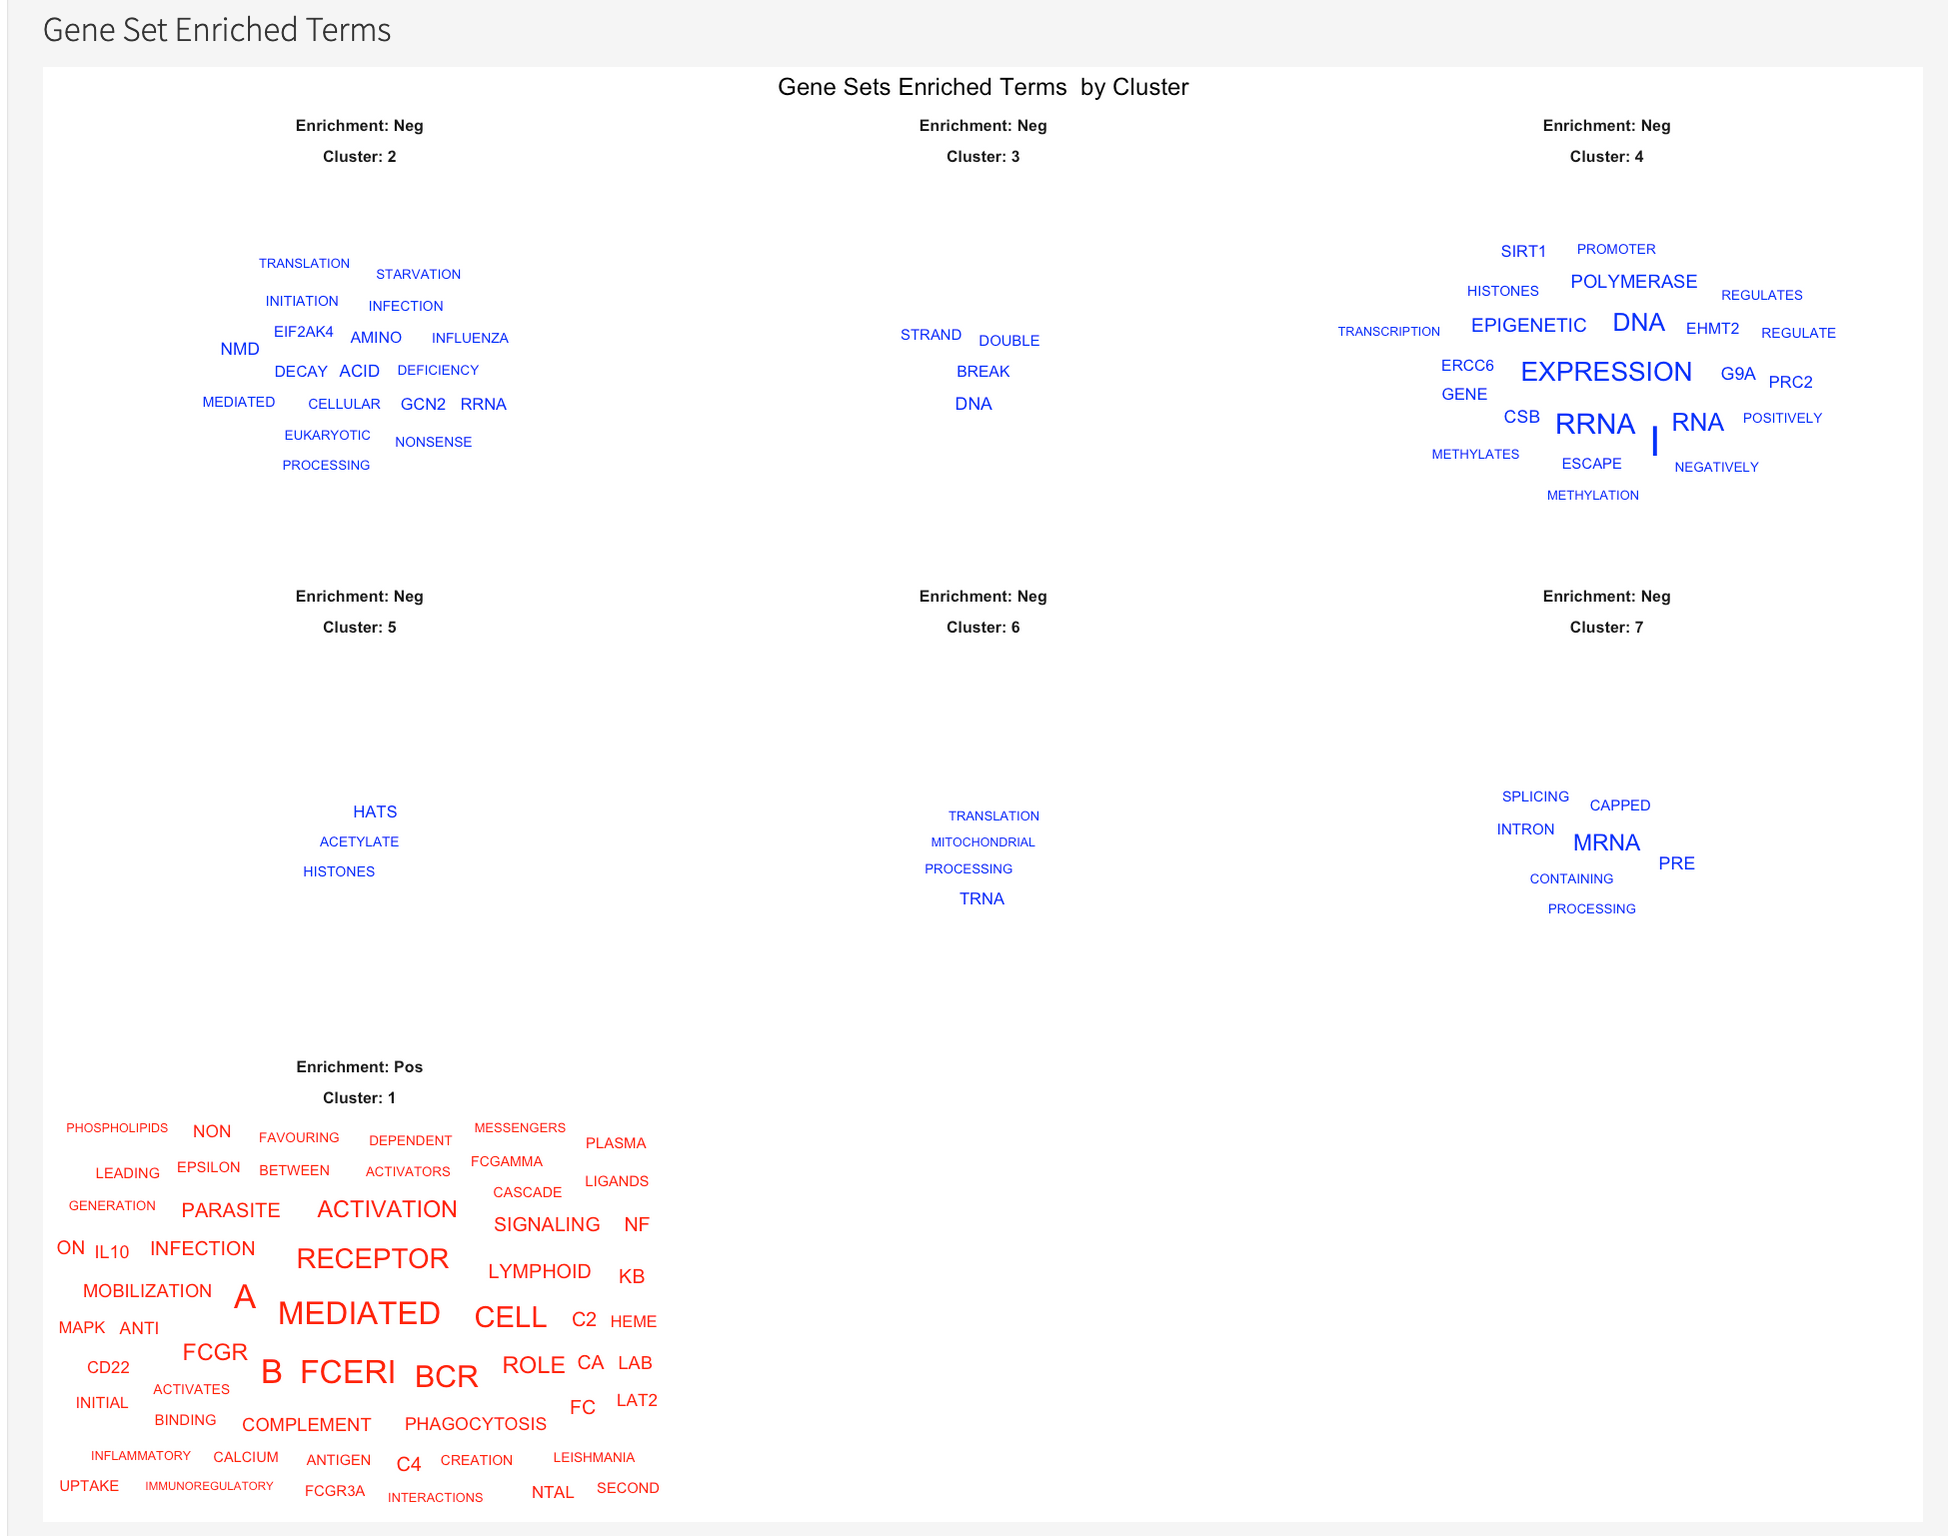 Gene Set Enriched Terms
Gene Sets Enriched Terms  by Cluster
Enrichment: Neg
Cluster: 2
TRANSLATION
STARVATION
INITIATION
INFECTION
EIF2AK4
AMINO
INFLUENZA
NMD
DECAY
ACID
DEFICIENCY
MEDIATED
CELLULAR
GCN2
RRNA
EUKARYOTIC
NONSENSE
PROCESSING
Enrichment: Neg
Cluster: 3
STRAND
DOUBLE
BREAK
DNA
Enrichment: Neg
Cluster: 4
SIRT1
PROMOTER
POLYMERASE
HISTONES
REGULATES
TRANSCRIPTION
EPIGENETIC
DNA
EHMT2
REGULATE
ERCC6
EXPRESSION
G9A
PRC2
GENE
CSB
RRNA
I
RNA
POSITIVELY
METHYLATES
ESCAPE
NEGATIVELY
METHYLATION
Enrichment: Neg
Cluster: 5
HATS
ACETYLATE
HISTONES
Enrichment: Neg
Cluster: 6
TRANSLATION
MITOCHONDRIAL
PROCESSING
TRNA
Enrichment: Neg
Cluster: 7
SPLICING
CAPPED
INTRON
MRNA
PRE
CONTAINING
PROCESSING
Enrichment: Pos
Cluster: 1
PHOSPHOLIPIDS
NON
FAVOURING
DEPENDENT
MESSENGERS
PLASMA
LEADING
EPSILON
BETWEEN
ACTIVATORS
FCGAMMA
LIGANDS
CASCADE
GENERATION
PARASITE
ACTIVATION
SIGNALING
NF
ON
IL10
INFECTION
RECEPTOR
LYMPHOID
KB
MOBILIZATION
A
MEDIATED
CELL
C2
HEME
MAPK
ANTI
FCGR
CD22
B
FCERI
BCR
ROLE
CA
LAB
ACTIVATES
INITIAL
FC
LAT2
BINDING
COMPLEMENT
PHAGOCYTOSIS
INFLAMMATORY
CALCIUM
ANTIGEN
C4
CREATION
LEISHMANIA
UPTAKE
IMMUNOREGULATORY
FCGR3A
INTERACTIONS
NTAL
SECOND